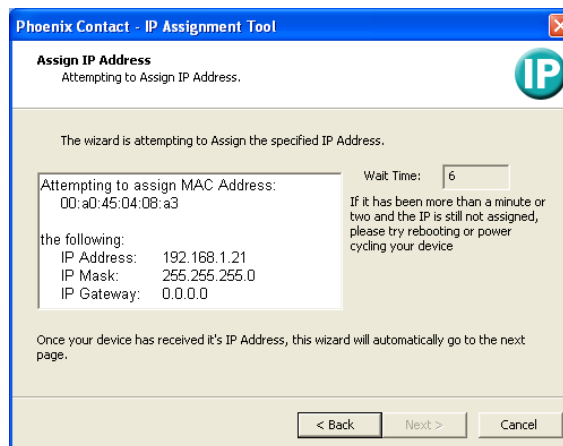 Phoenix Contact - IP Assignment Tool
Assign IP Address
Attempting to Assign IP Address.
IP
The wizard is attempting to Assign the specified IP Address.
Attempting to assign MAC Address:
00:a0:45:04:08:a3
the following:
IP Address: 192.168.1.21
IP Mask: 255.255.255.0
IP Gateway: 0.0.0.0
Wait Time: 6
If it has been more than a minute or
two and the IP is still not assigned,
please try rebooting or power
cycling your device
Once your device has received it's IP Address, this wizard will automatically go to the next
page.
< Back Next > Cancel